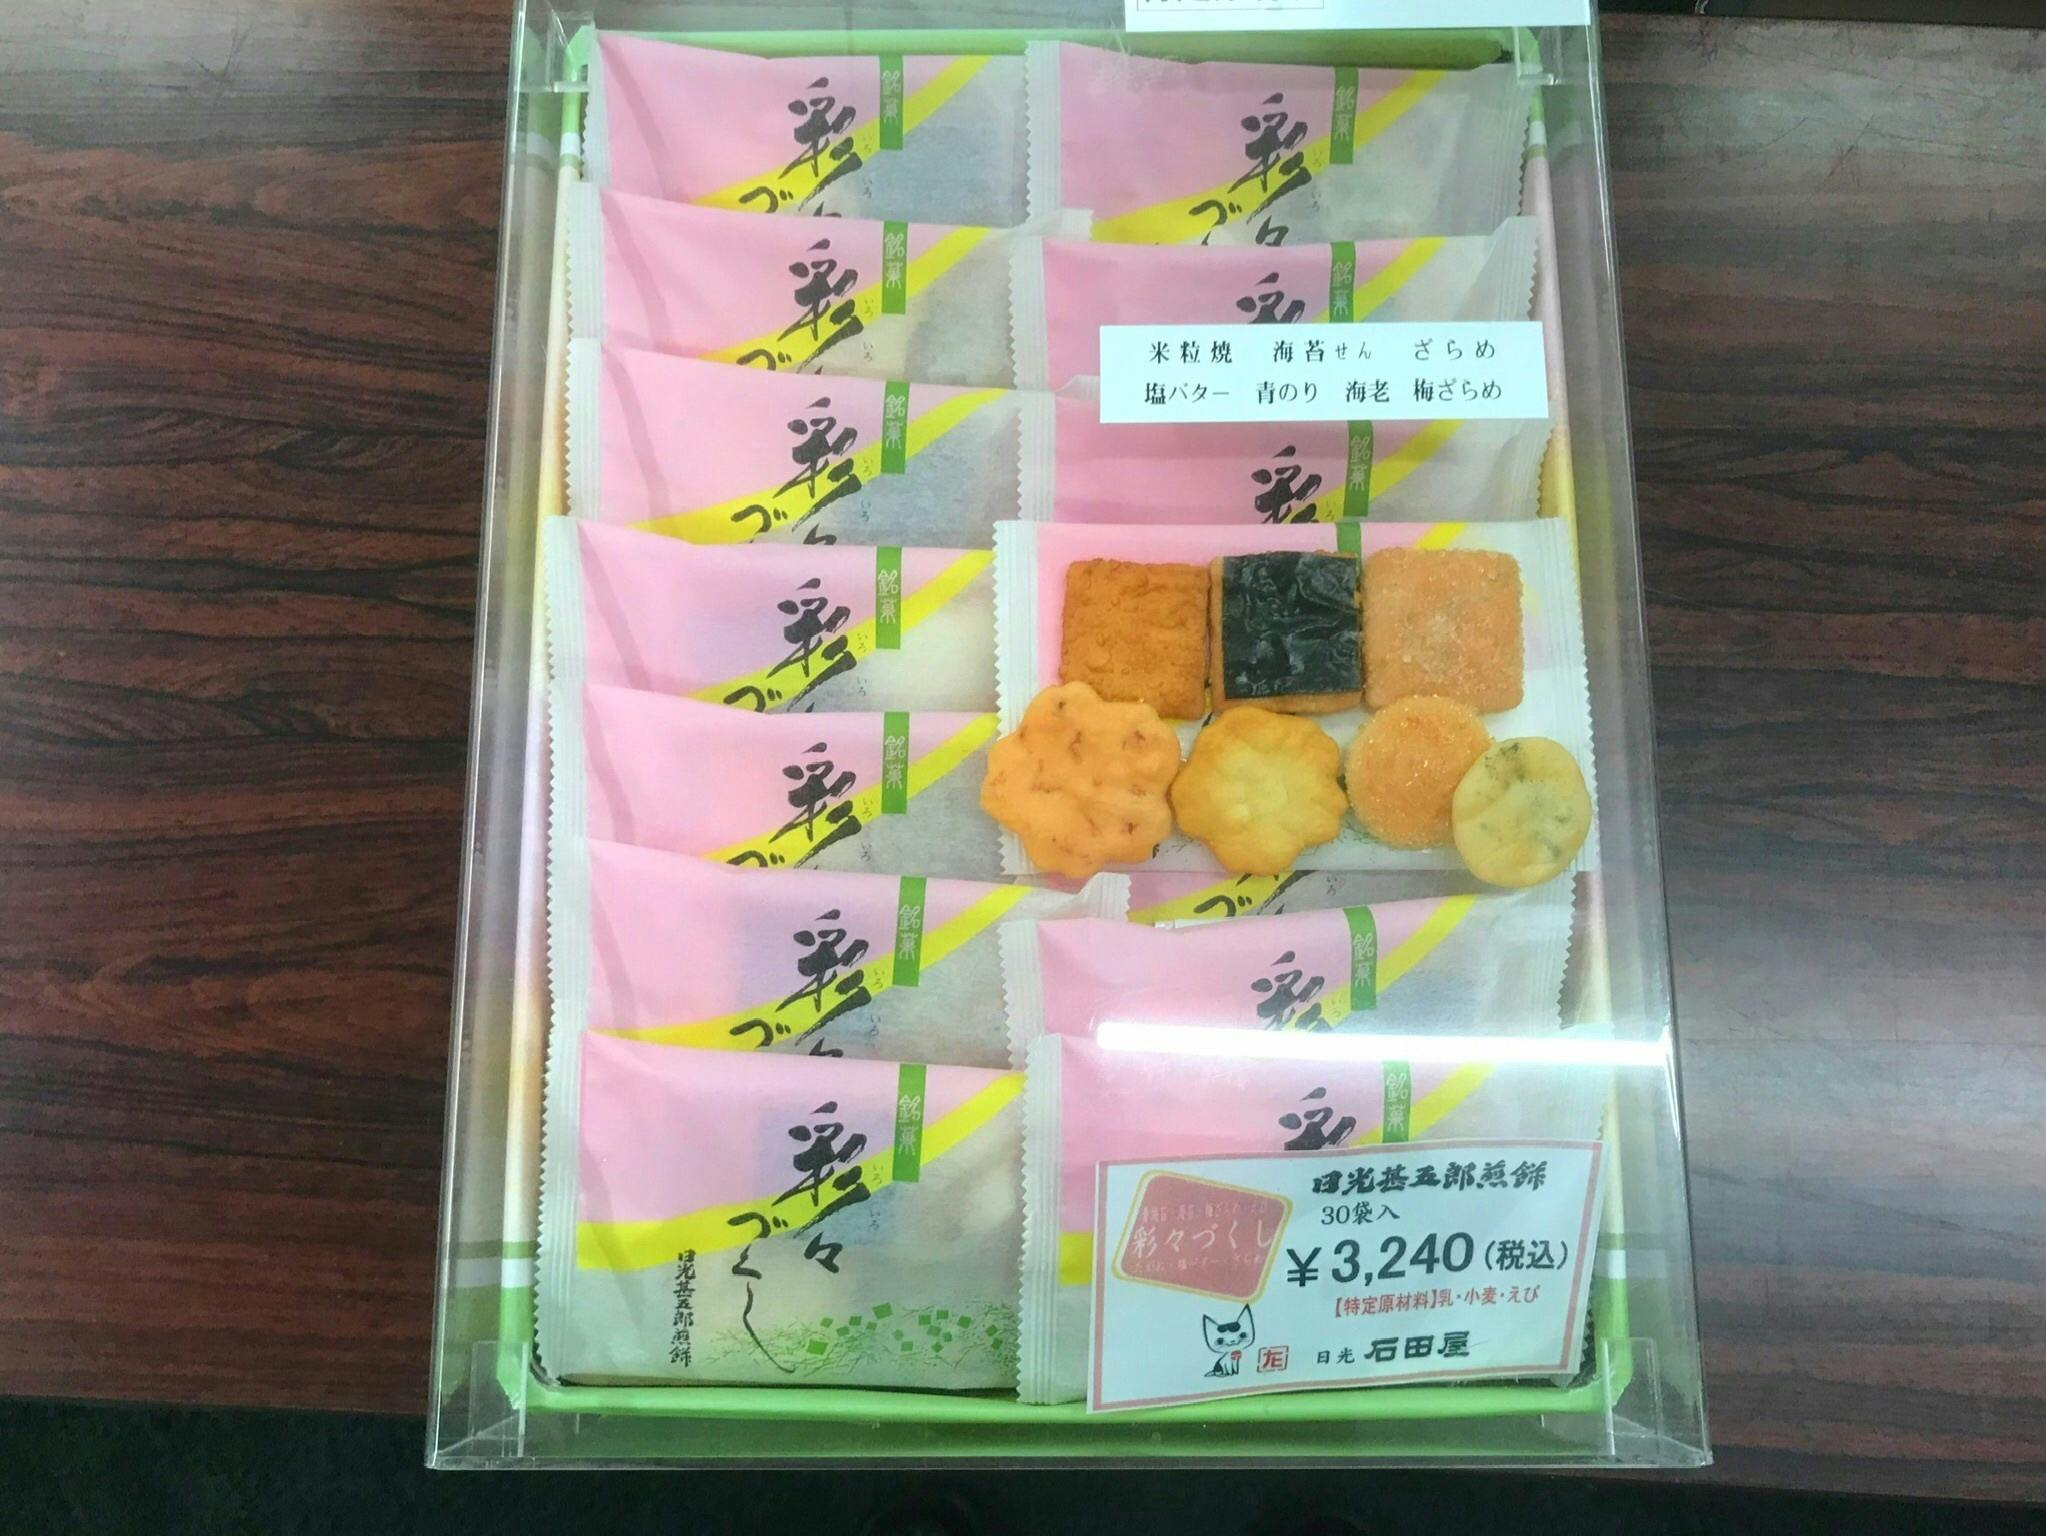 銘菓
彩々づくし
いろ いろ
日光甚五郎煎餅
米粒焼 海苔せん ざらめ
塩バター 青のり 海老 梅ざらめ
彩々づくし
日光甚五郎煎餅
30袋入
¥3,240(税込)
【特定原材料】乳・小麦・えび
日光 石田屋